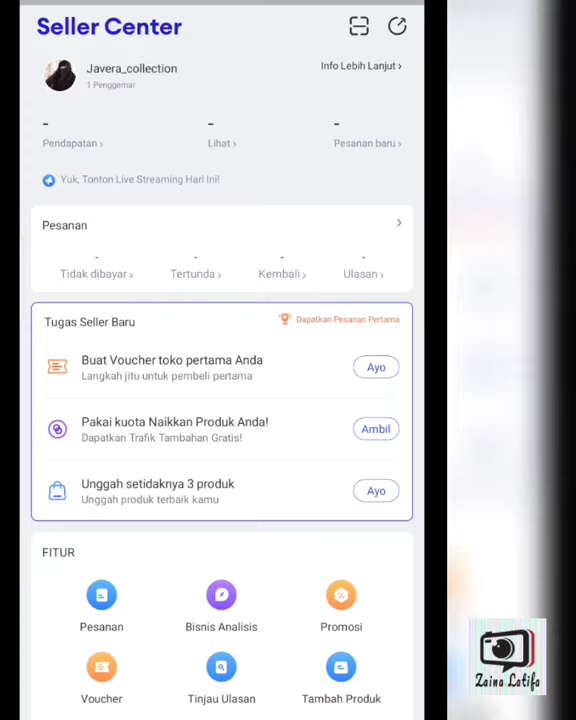 Seller Center
Javera_collection
1 Penggemar
Info Lebih Lanjut ›
- - -
Pendapatan › Lihat › Pesanan baru ›
Yuk, Tonton Live Streaming Hari Ini!
Pesanan
- - - -
Tidak dibayar › Tertunda › Kembali › Ulasan ›
Tugas Seller Baru
Dapatkan Pesanan Pertama
Buat Voucher toko pertama Anda
Langkah jitu untuk pembeli pertama
Ayo
Pakai kuota Naikkan Produk Anda!
Dapatkan Trafik Tambahan Gratis!
Ambil
Unggah setidaknya 3 produk
Unggah produk terbaik kamu
Ayo
FITUR
Pesanan Bisnis Analisis Promosi
Voucher Tinjau Ulasan Tambah Produk
Zaina Latifa